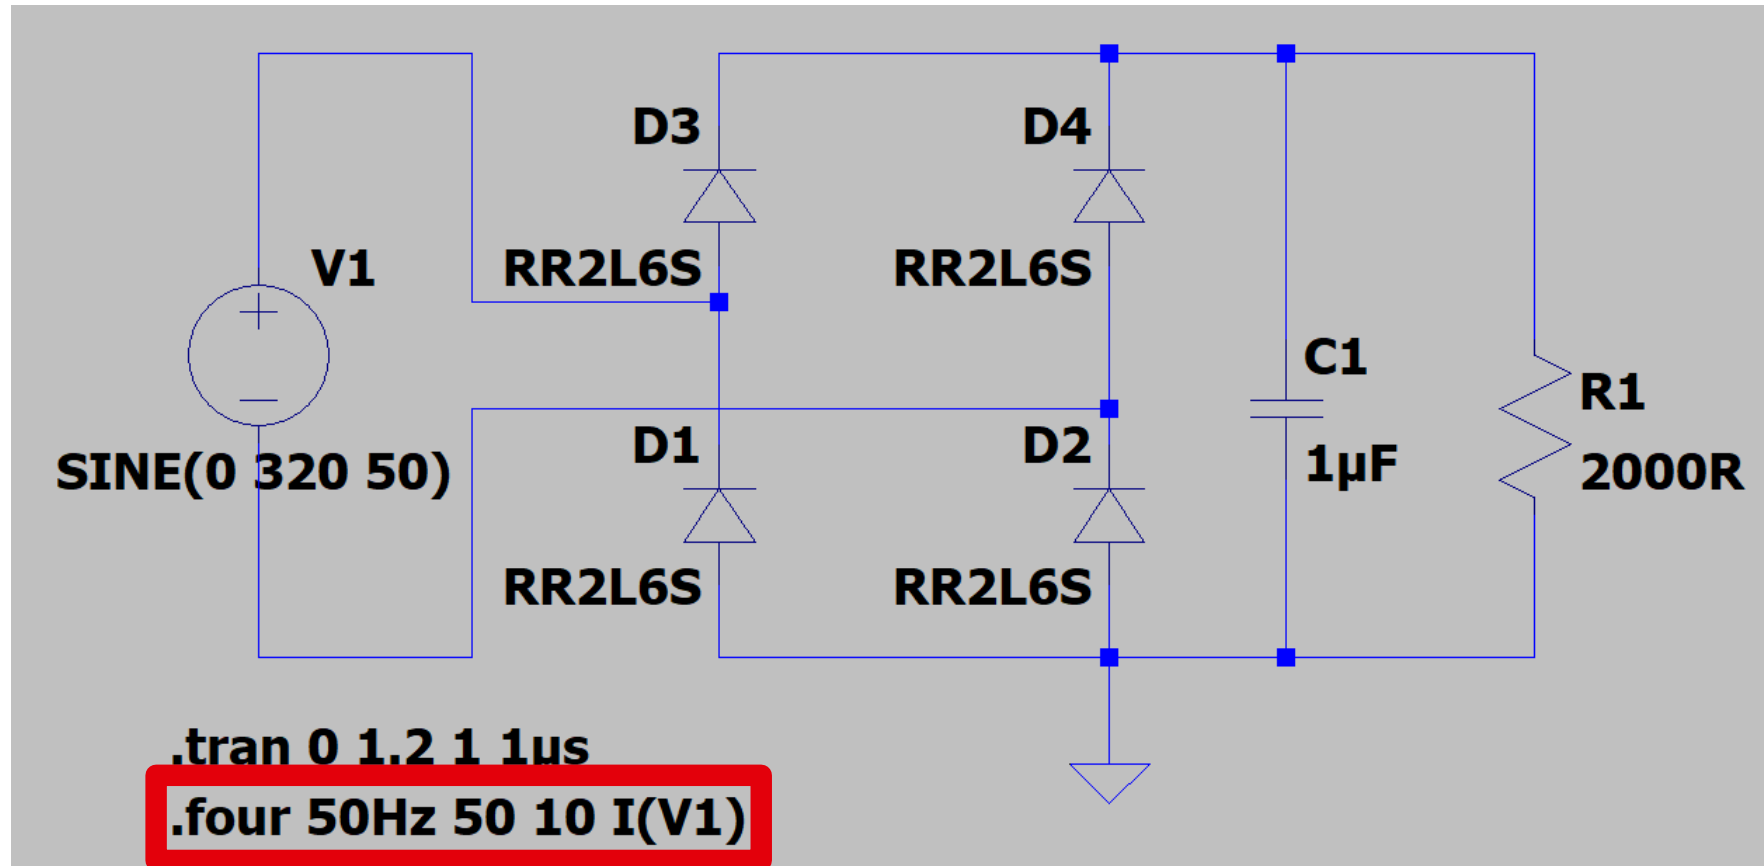 D3
D4
V1
RR2L6S
RR2L6S
C1
R1
D1
D2
SINE(0 320 50)
1µF
2000R
RR2L6S
RR2L6S
.tran 0 1.2 1 1µs
.four 50Hz 50 10 I(V1)